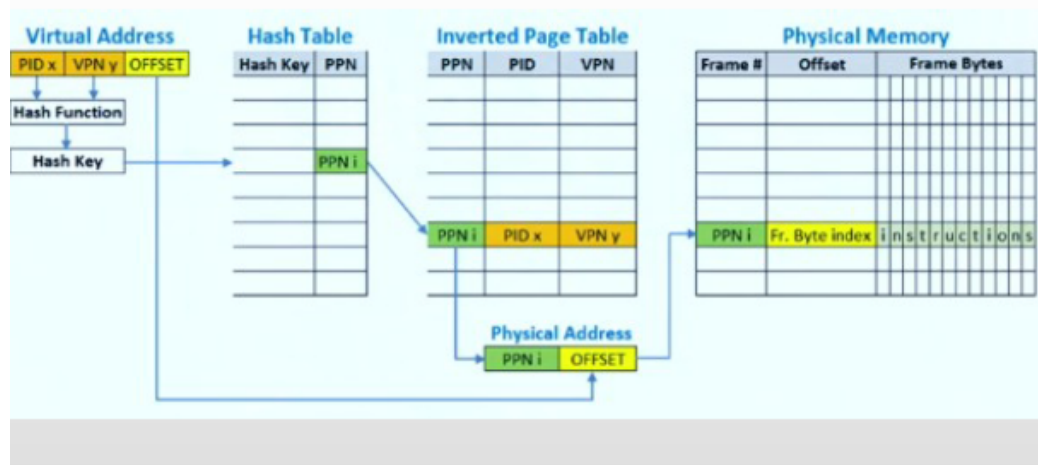 Virtual Address Hash Table Inverted Page Table Physical Memory
PID x VPN y OFFSET Hash Key PPN PPN PID VPN Frame # Offset Frame Bytes
Hash Function
Hash Key PPN i
PPN i PID x VPN y PPN i Fr. Byte index instructions
Physical Address
PPN i OFFSET